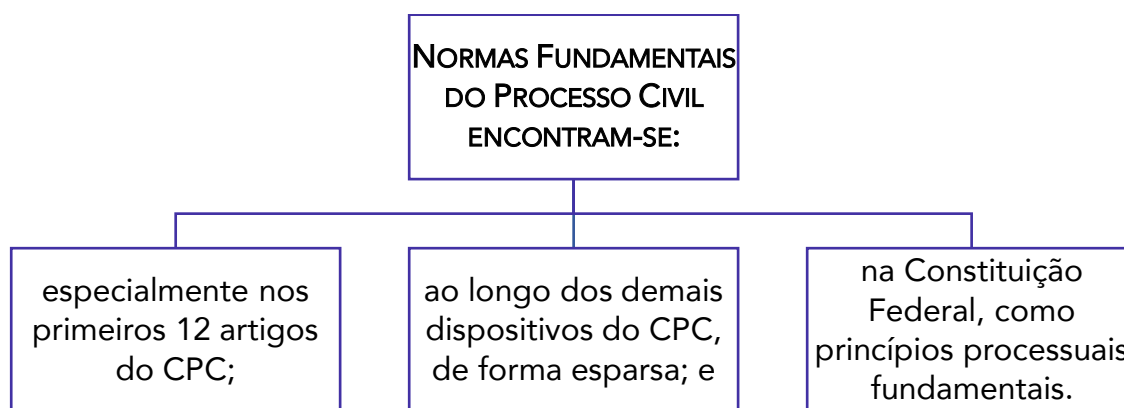 NORMAS FUNDAMENTAIS
DO PROCESSO CIVIL
ENCONTRAM-SE:
especialmente nos
primeiros 12 artigos
do CPC;
ao longo dos demais
dispositivos do CPC,
de forma esparsa; e
na Constituição
Federal, como
princípios processuais
fundamentais.